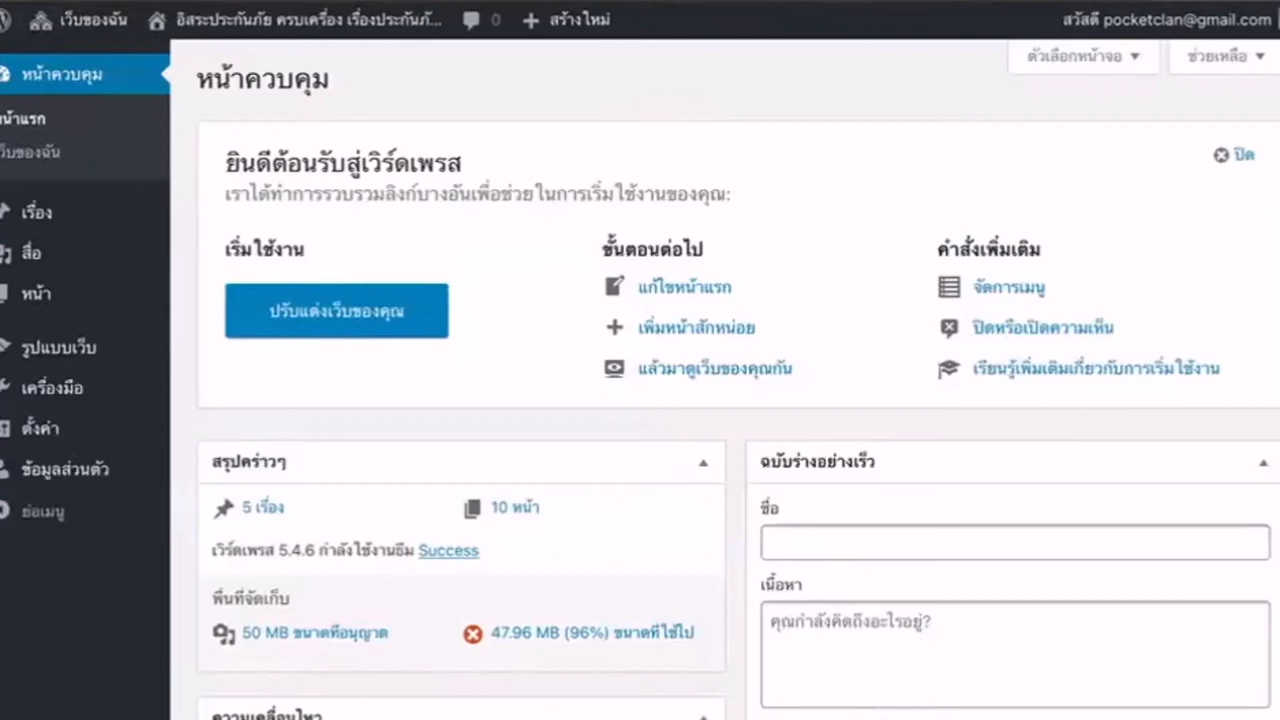 เว็บของฉัน อิสระประกันภัย ครบเครื่อง เรื่องประกันภั... 0 + สร้างใหม่ สวัสดี pocketclan@gmail.com
หน้าควบคุม
หน้าแรก
เว็บของฉัน
เรื่อง
สื่อ
หน้า
รูปแบบเว็บ
เครื่องมือ
ตั้งค่า
ข้อมูลส่วนตัว
ย่อเมนู
ตัวเลือกหน้าจอ ช่วยเหลือ
หน้าควบคุม
ยินดีต้อนรับสู่เวิร์ดเพรส
ปิด
เราได้ทำการรวบรวมลิงก์บางอันเพื่อช่วยในการเริ่มใช้งานของคุณ:
เริ่มใช้งาน
ปรับแต่งเว็บของคุณ
ขั้นตอนต่อไป
แก้ไขหน้าแรก
เพิ่มหน้าสักหน่อย
แล้วมาดูเว็บของคุณกัน
คำสั่งเพิ่มเติม
จัดการเมนู
ปิดหรือเปิดความเห็น
เรียนรู้เพิ่มเติมเกี่ยวกับการเริ่มใช้งาน
สรุปคร่าวๆ
5 เรื่อง 10 หน้า
เวิร์ดเพรส 5.4.6 กำลังใช้งานธีม Success
พื้นที่จัดเก็บ
50 MB ขนาดที่อนุญาต 47.96 MB (96%) ขนาดที่ใช้ไป
ความเคลื่อนไหว
ฉบับร่างอย่างเร็ว
ชื่อ
เนื้อหา
คุณกำลังคิดถึงอะไรอยู่?